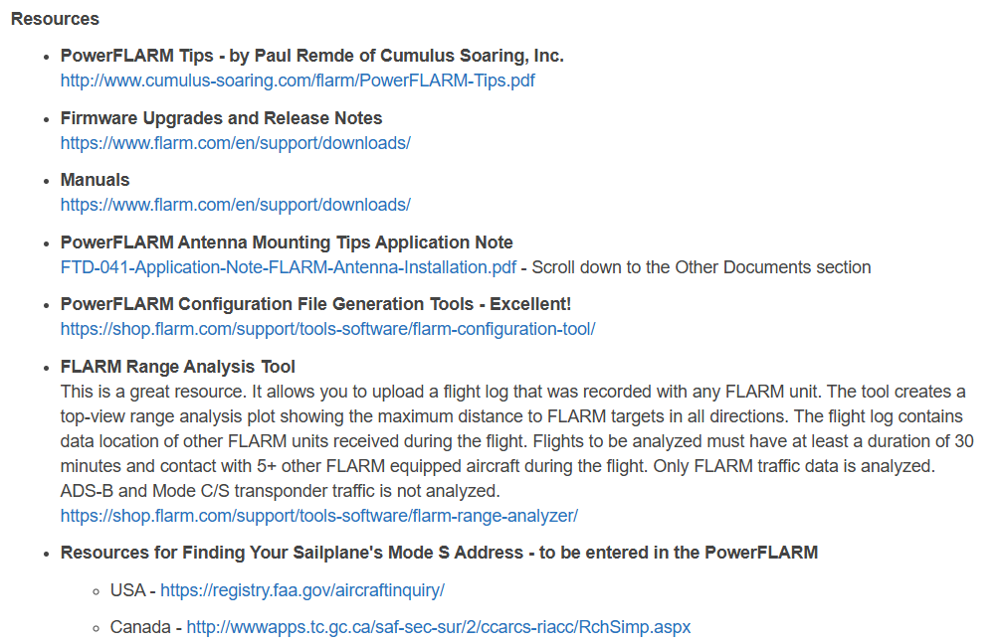 Resources
PowerFLARM Tips - by Paul Remde of Cumulus Soaring, Inc.
http://www.cumulus-soaring.com/flarm/PowerFLARM-Tips.pdf
Firmware Upgrades and Release Notes
https://www.flarm.com/en/support/downloads/
Manuals
https://www.flarm.com/en/support/downloads/
PowerFLARM Antenna Mounting Tips Application Note
FTD-041-Application-Note-FLARM-Antenna-Installation.pdf - Scroll down to the Other Documents section
PowerFLARM Configuration File Generation Tools - Excellent!
https://shop.flarm.com/support/tools-software/flarm-configuration-tool/
FLARM Range Analysis Tool
This is a great resource. It allows you to upload a flight log that was recorded with any FLARM unit. The tool creates a
top-view range analysis plot showing the maximum distance to FLARM targets in all directions. The flight log contains
data location of other FLARM units received during the flight. Flights to be analyzed must have at least a duration of 30
minutes and contact with 5+ other FLARM equipped aircraft during the flight. Only FLARM traffic data is analyzed.
ADS-B and Mode C/S transponder traffic is not analyzed.
https://shop.flarm.com/support/tools-software/flarm-range-analyzer/
Resources for Finding Your Sailplane's Mode S Address - to be entered in the PowerFLARM
USA - https://registry.faa.gov/aircraftinquiry/
Canada - http://wwwapps.tc.gc.ca/saf-sec-sur/2/ccarcs-riacc/RchSimp.aspx